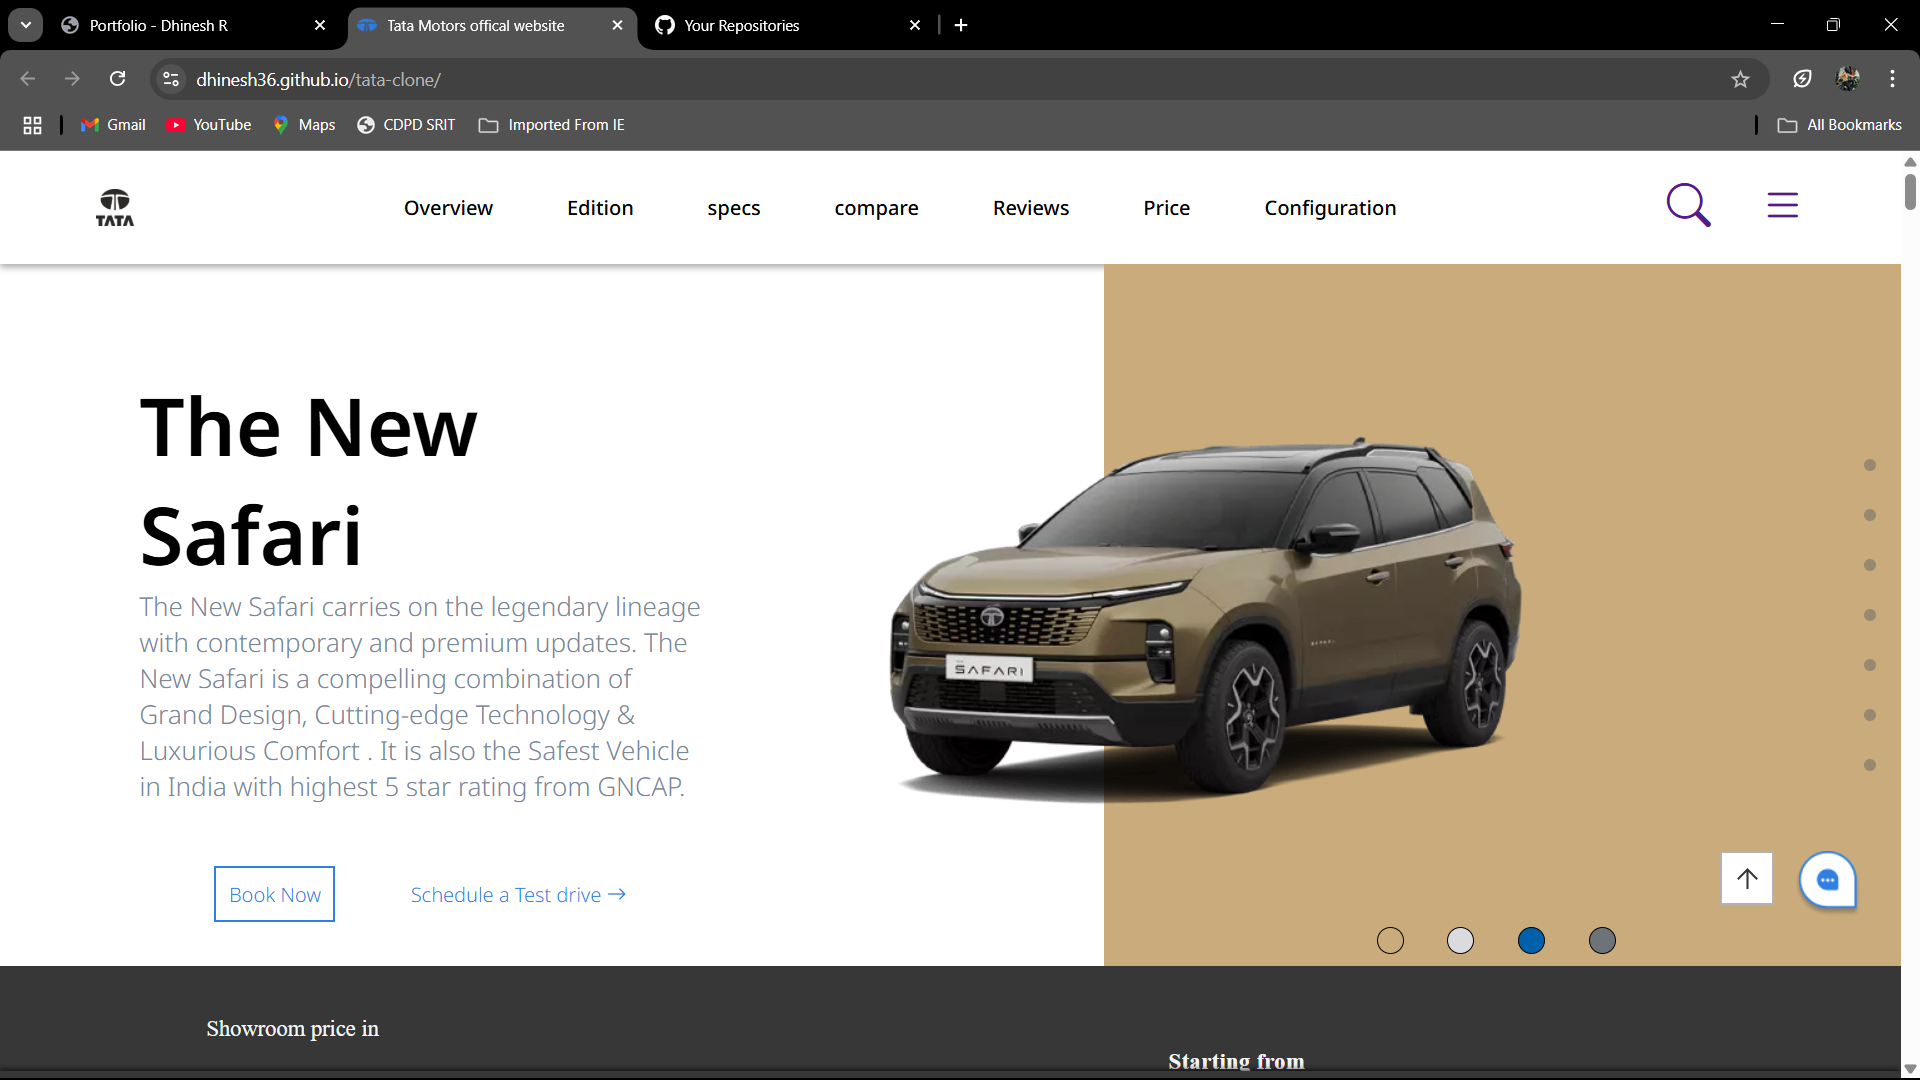 Portfolio - Dhinesh R
Tata Motors offical website
Your Repositories
dhinesh36.github.io/tata-clone/
Gmail
YouTube
Maps
CDPD SRIT
Imported From IE
All Bookmarks
TATA
Overview
Edition
specs
compare
Reviews
Price
Configuration
The New
Safari
The New Safari carries on the legendary lineage
with contemporary and premium updates. The
New Safari is a compelling combination of
Grand Design, Cutting-edge Technology &
Luxurious Comfort . It is also the Safest Vehicle
in India with highest 5 star rating from GNCAP.
SAFARI
SAFARI
Book Now
Schedule a Test drive →
Showroom price in
Starting from